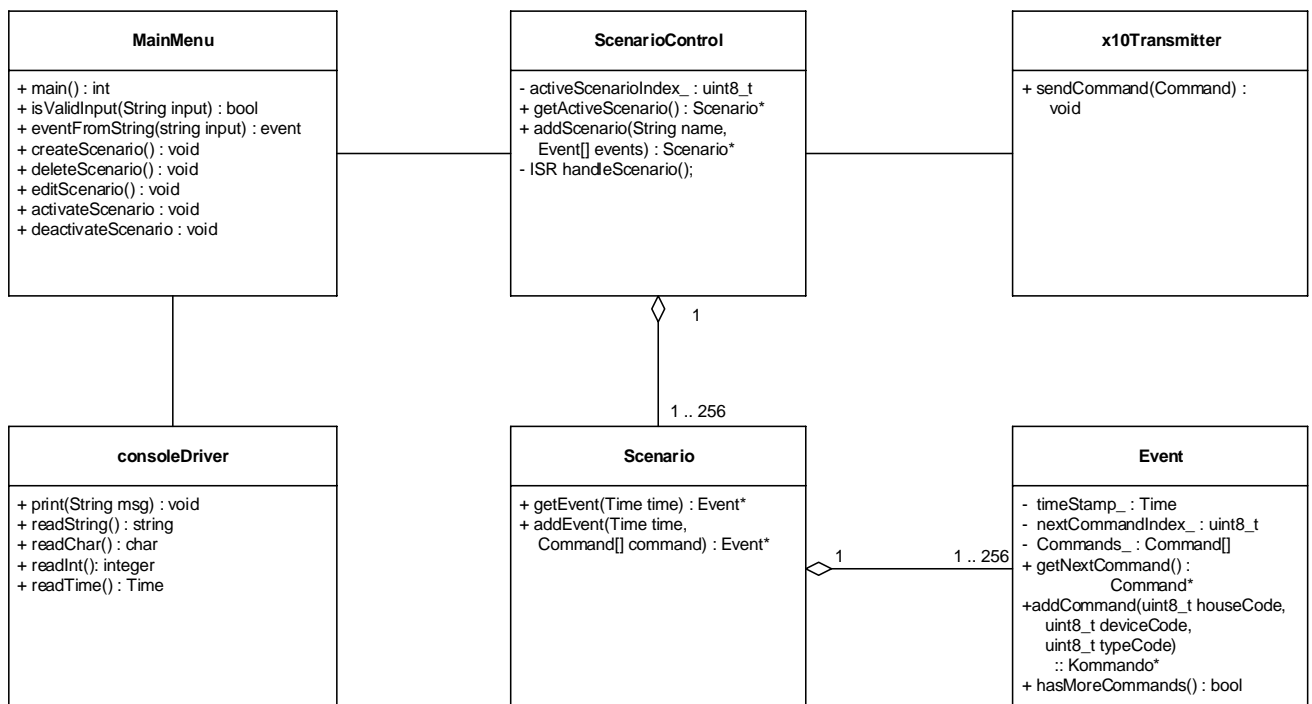 MainMenu
+ main() : int
+ isValidInput(String input) : bool
+ eventFromString(string input) : event
+ createScenario() : void
+ deleteScenario() : void
+ editScenario() : void
+ activateScenario : void
+ deactivateScenario : void
ScenarioControl
- activeScenarioIndex_ : uint8_t
+ getActiveScenario() : Scenario*
+ addScenario(String name,
Event[] events) : Scenario*
- ISR handleScenario();
x10Transmitter
+ sendCommand(Command) :
void
1
1 .. 256
consoleDriver
+ print(String msg) : void
+ readString() : string
+ readChar() : char
+ readInt(): integer
+ readTime() : Time
Scenario
+ getEvent(Time time) : Event*
+ addEvent(Time time,
Command[] command) : Event*
1
1 .. 256
Event
- timeStamp_ : Time
- nextCommandIndex_ : uint8_t
- Commands_ : Command[]
+ getNextCommand() :
Command*
+addCommand(uint8_t houseCode,
uint8_t deviceCode,
uint8_t typeCode)
:: Kommando*
+ hasMoreCommands() : bool